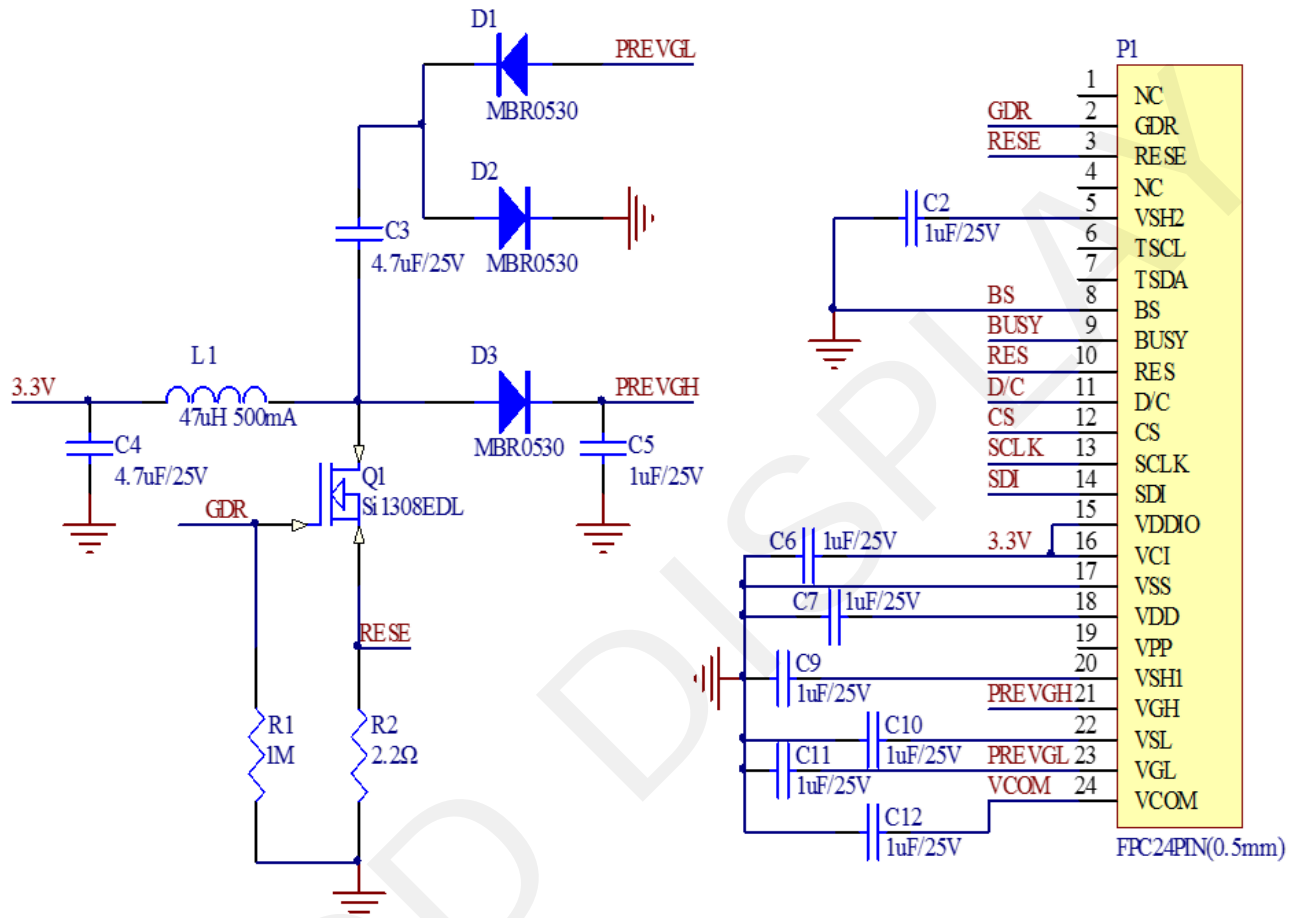 D1
PREVGL
MBR0530
D2
C3
4.7uF/25V
MBR0530
L1
D3
3.3V
PREVGH
47uH 500mA
MBR0530
C4
4.7uF/25V
C5
1uF/25V
Q1
Si1308EDL
GDR
RESE
R1
1M
R2
2.2Ω
P1
1 NC
GDR 2 GDR
RESE 3 RESE
4 NC
C2
1uF/25V
5 VSH2
6 TSCL
7 TSDA
BS 8 BS
BUSY 9 BUSY
RES 10 RES
D/C 11 D/C
CS 12 CS
SCLK 13 SCLK
SDI 14 SDI
15 VDDIO
C6 1uF/25V
3.3V 16 VCI
17 VSS
C7 1uF/25V
18 VDD
19 VPP
C9
1uF/25V
20 VSH1
PREVGH 21 VGH
C10
1uF/25V
22 VSL
C11
1uF/25V
PREVGL 23 VGL
VCOM 24 VCOM
C12
1uF/25V
FPC24PIN(0.5mm)
D DISPLAY